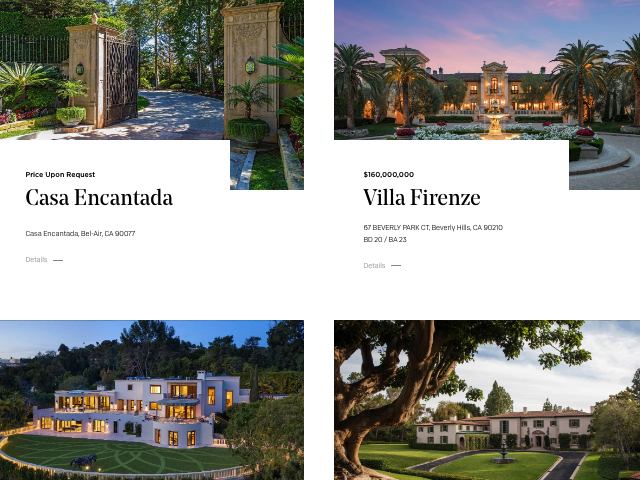 Price Upon Request
Casa Encantada
Casa Encantada, Bel-Air, CA 90077
Details
$160,000,000
Villa Firenze
67 BEVERLY PARK CT, Beverly Hills, CA 90210
BD 20 / BA 23
Details